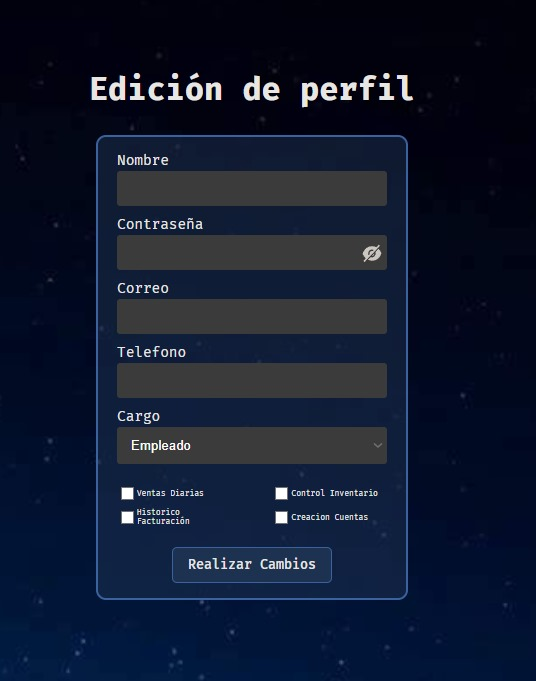 Edición de perfil
Nombre
Contraseña
Correo
Telefono
Cargo
Empleado
Ventas Diarias
Control Inventario
Historico
Facturación
Creacion Cuentas
Realizar Cambios